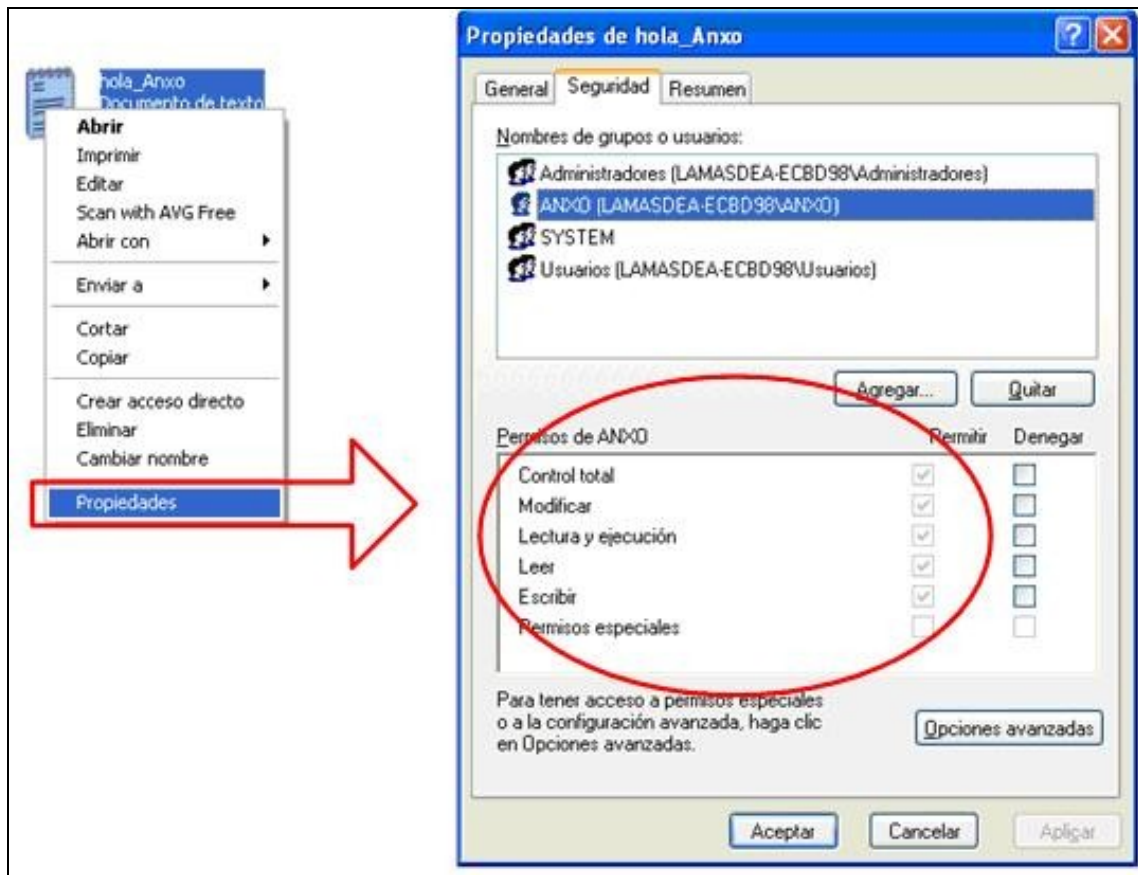 hola_Anxo
Documento de texto
Abrir
Imprimir
Editar
Scan with AVG Free
Abrir con
Enviar a
Cortar
Copiar
Crear acceso directo
Eliminar
Cambiar nombre
Propiedades
Propiedades de hola_Anxo
General Seguridad Resumen
Nombres de grupos o usuarios:
Administradores (LAMASDEA-ECBD98\Administradores)
ANXO (LAMASDEA-ECBD98\ANXO)
SYSTEM
Usuarios (LAMASDEA-ECBD98\Usuarios)
Agregar... Quitar
Permisos de ANXO Permitir Denegar
Control total
Modificar
Lectura y ejecución
Leer
Escribir
Permisos especiales
Para tener acceso a permisos especiales
o a la configuración avanzada, haga clic
en Opciones avanzadas.
Opciones avanzadas
Aceptar Cancelar Aplicar